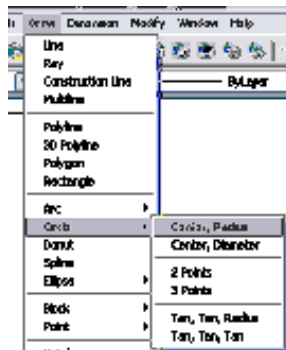 Draw Dimension Modify Window Help
Line
Ray
Construction Line
Multiline
ByLayer
Polyline
3D Polyline
Polygon
Rectangle
Arc
Circle
Center, Radius
Donut
Center, Diameter
Spline
Ellipse
2 Points
3 Points
Block
Point
Tan, Tan, Radius
Tan, Tan, Tan